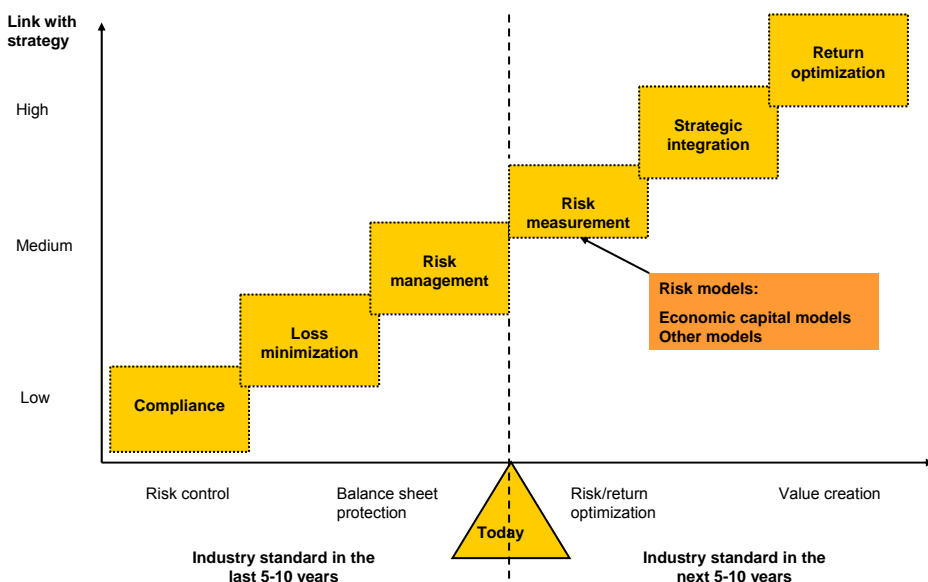 Link with
strategy
Return
optimization
High
Strategic
integration
Risk
measurement
Medium
Risk
management
Risk models:
Economic capital models
Other models
Loss
minimization
Low
Compliance
Risk control
Balance sheet
protection
Risk/return
optimization
Value creation
Today
Industry standard in the
last 5-10 years
Industry standard in the
next 5-10 years